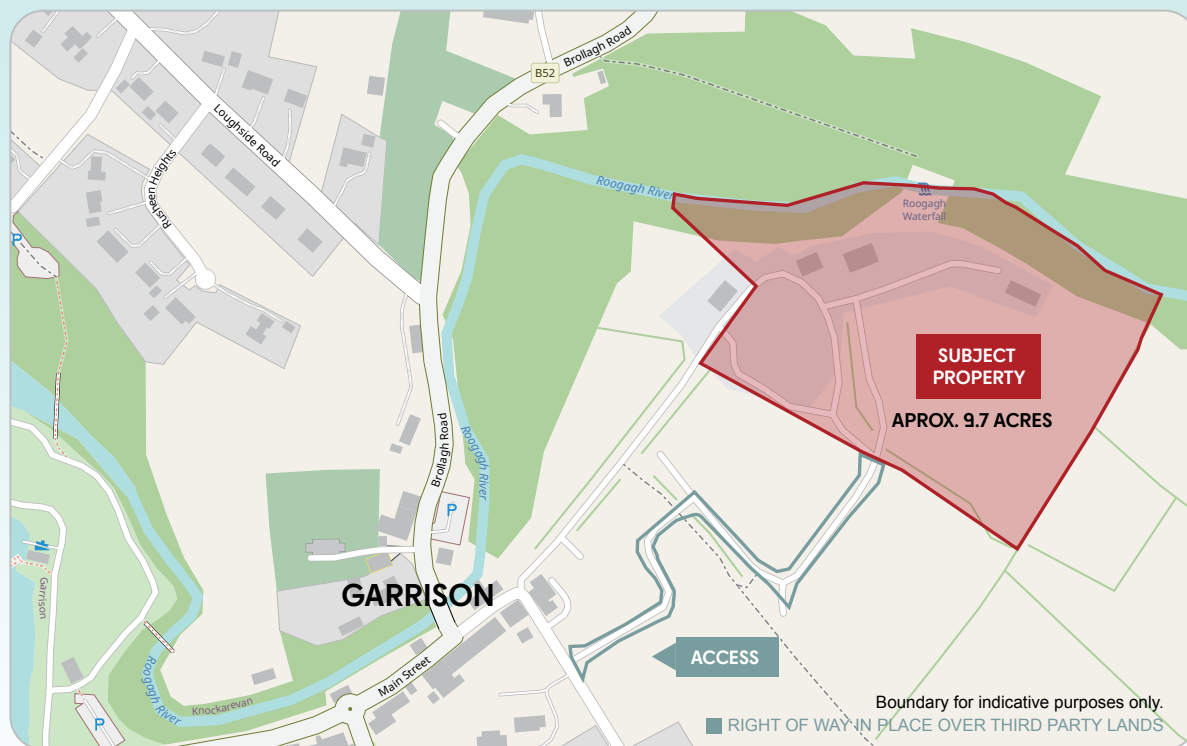 Brollagh Road
B52
Loughside Road
Rusheen Heights
Roogagh River
Roogagh
Waterfall
P
SUBJECT
PROPERTY
APROX. 9.7 ACRES
Brollagh Road
Roogagh River
P
GARRISON
Garrison
ACCESS
Main Street
Roogagh River
Knockarevan
P
Boundary for indicative purposes only.
RIGHT OF WAY IN PLACE OVER THIRD PARTY LANDS